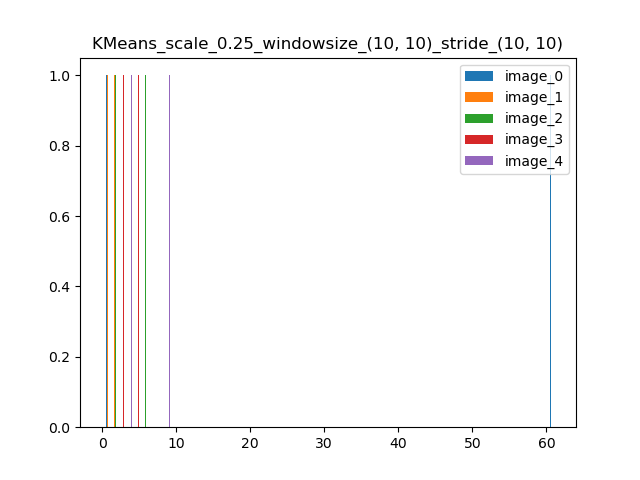 KMeans_scale_0.25_windowsize_(10, 10)_stride_(10, 10)
1.0
0.8
0.6
0.4
0.2
0.0
image_0
image_1
image_2
image_3
image_4
0 10 20 30 40 50 60